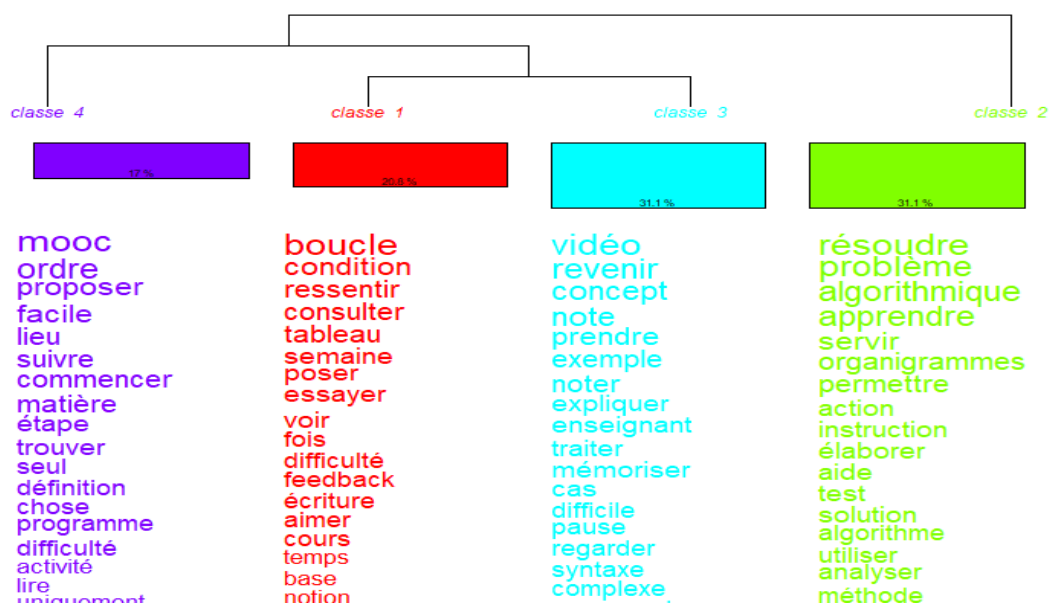 classe 4
classe 1
classe 3
classe 2
17 %
20.6 %
31.1 %
31.1 %
mooc
ordre
proposer
facile
lieu
suivre
commencer
matière
étape
trouver
seul
définition
chose
programme
difficulté
activité
lire
uniquement
boucle
condition
ressentir
consulter
tableau
semaine
poser
essayer
voir
fois
difficulté
feedback
écriture
aimer
cours
temps
base
notion
vidéo
revenir
concept
note
prendre
exemple
noter
expliquer
enseignant
traiter
mémoriser
cas
difficile
pause
regarder
syntaxe
complexe
résoudre
problème
algorithmique
apprendre
servir
organigrammes
permettre
action
instruction
élaborer
aide
test
solution
algorithme
utiliser
analyser
méthode